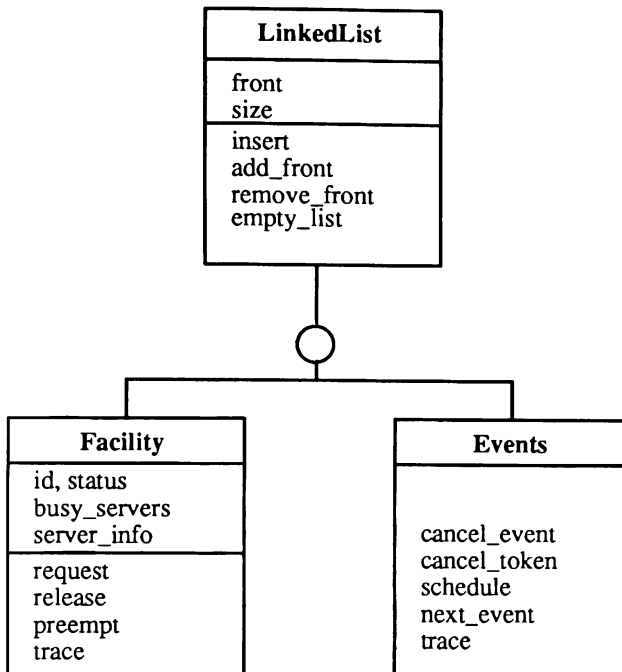 LinkedList
front
size
insert
add_front
remove_front
empty_list
Facility
id, status
busy_servers
server_info
request
release
preempt
trace
Events
cancel_event
cancel_token
schedule
next_event
trace